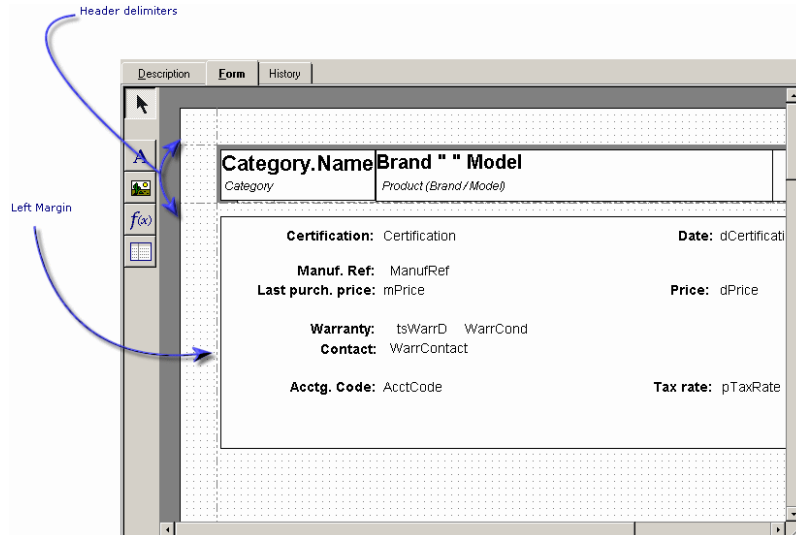 Header delimiters
Description Form History
A
Category.Name Brand " " Model
Category Product (Brand / Model)
Left Margin
f(x)
Certification: Certification Date: dCertificati
Manuf. Ref: ManufRef
Last purch. price: mPrice Price: dPrice
Warranty: tsWarrD WarrCond
Contact: WarrContact
Acctg. Code: AcctCode Tax rate: pTaxRate